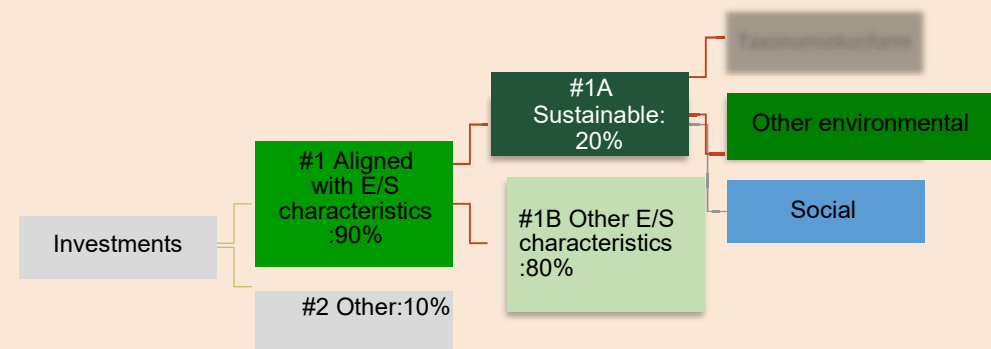 #1A
Sustainable:
20%
Other environmental
#1 Aligned
with E/S
characteristics
:90%
#1B Other E/S
characteristics
:80%
Social
Investments
#2 Other:10%